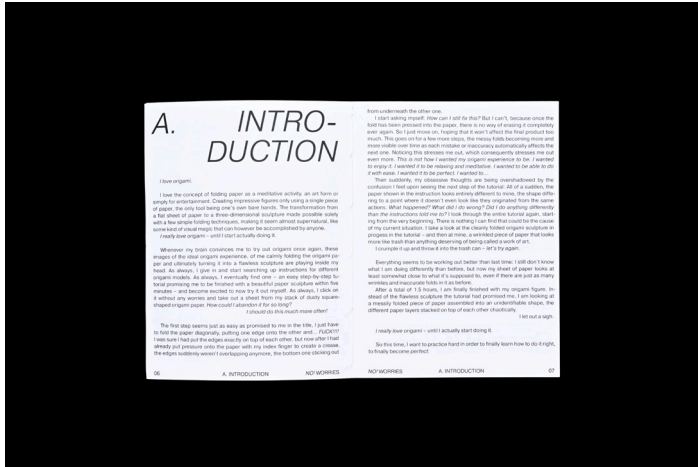 A. INTRO-
DUCTION
I love origami.
I love the concept of folding paper as a meditative activity, an art form or
simply for entertainment. Creating impressive figures only using a single piece
of paper, the only tool being one's own bare hands. The transformation from
a flat sheet of paper to a three-dimensional sculpture made possible solely
with a few simple folding techniques, making it seem almost supernatural, like
some kind of magic that can however be accomplished by anyone.
I really love origami – until I start actually doing it.
Whenever my train convinces me to try out origami once again, these
images of the ideal origami experience, of me calmly folding the origami pa-
per and ultimately turning it into a flawless sculpture are playing inside my
head. As always, I give in and start searching up instructions for different
origami models. As always, I eventually find one – an easy step-by-step tu-
torial promising me to be finished with a beautiful paper sculpture within five
minutes – and become excited to now try it out myself. As always, I click on
it without any worries and take out a sheet from my stack of dusty square-
shaped origami paper. How could I abandon it for so long?
I should do this much more often!
The first step seems just as easy as promised to me in the title, I just have
to fold the paper diagonally, putting one edge onto the other and... FUCK!!!!
I was sure I had put the edges exactly on top of each other, but now after I had
already put pressure onto the paper with my index finger to create a crease,
the edges suddenly weren't overlapping anymore, the bottom one sticking out
06 A. INTRODUCTION NO! WORRIES
from underneath the other one.
I start asking myself: How can I still fix this? But I can't, because once the
fold has been pressed into the paper, there is no way of erasing it completely
ever again. So I just move on, hoping that it won't affect the final product too
much. This goes on for a few more steps, the messy folds becoming more and
more visible over time as each mistake or inaccuracy automatically affects the
next one. Noticing this stresses me out, which consequently stresses me out
even more. This is not how I wanted my origami experience to be. I wanted
to enjoy it. I wanted it to be relaxing and meditative. I wanted to be able to do
it with ease. I wanted it to be perfect. I wanted to...
Then suddenly, my obsessive thoughts are being overshadowed by the
confusion I feel upon seeing the next step of the tutorial: All of a sudden, the
paper shown in the instruction looks entirely different to mine, the shape diffe-
ring to a point where it doesn't even look like they originated from the same
actions. What happened? What did I do wrong? Did I do anything differently
than the instructions told me to? I look through the entire tutorial again, start-
ing from the very beginning. There is nothing I can find that could be the cause
of my current situation. I take a look at the cleanly folded origami sculpture in
progess in the tutorial – and then at mine, a wrinkled piece of paper that looks
more like trash than anything deserving of being called a work of art.
I crumple it up and throw it into the trash can – let's try again.
Everything seems to be working out better than last time. I still don't know
what I am doing differently than before, but now my sheet of paper looks at
least somewhat close to what it's supposed to, even if there are just as many
wrinkles and inaccurate folds in it as before.
After a total of 1.5 hours, I am finally finished with my origami figure. In-
stead of the flawless sculpture the tutorial had promised me, I am looking at
a messily folded piece of paper assembled into an unidentifiable shape, the
different paper layers stacked on top of each other chaotically.
I let out a sigh.
I really love origami – until I actually start doing it.
So this time, I want to practice hard in order to finally learn how to do it right,
to finally become perfect.
NO! WORRIES A. INTRODUCTION 07